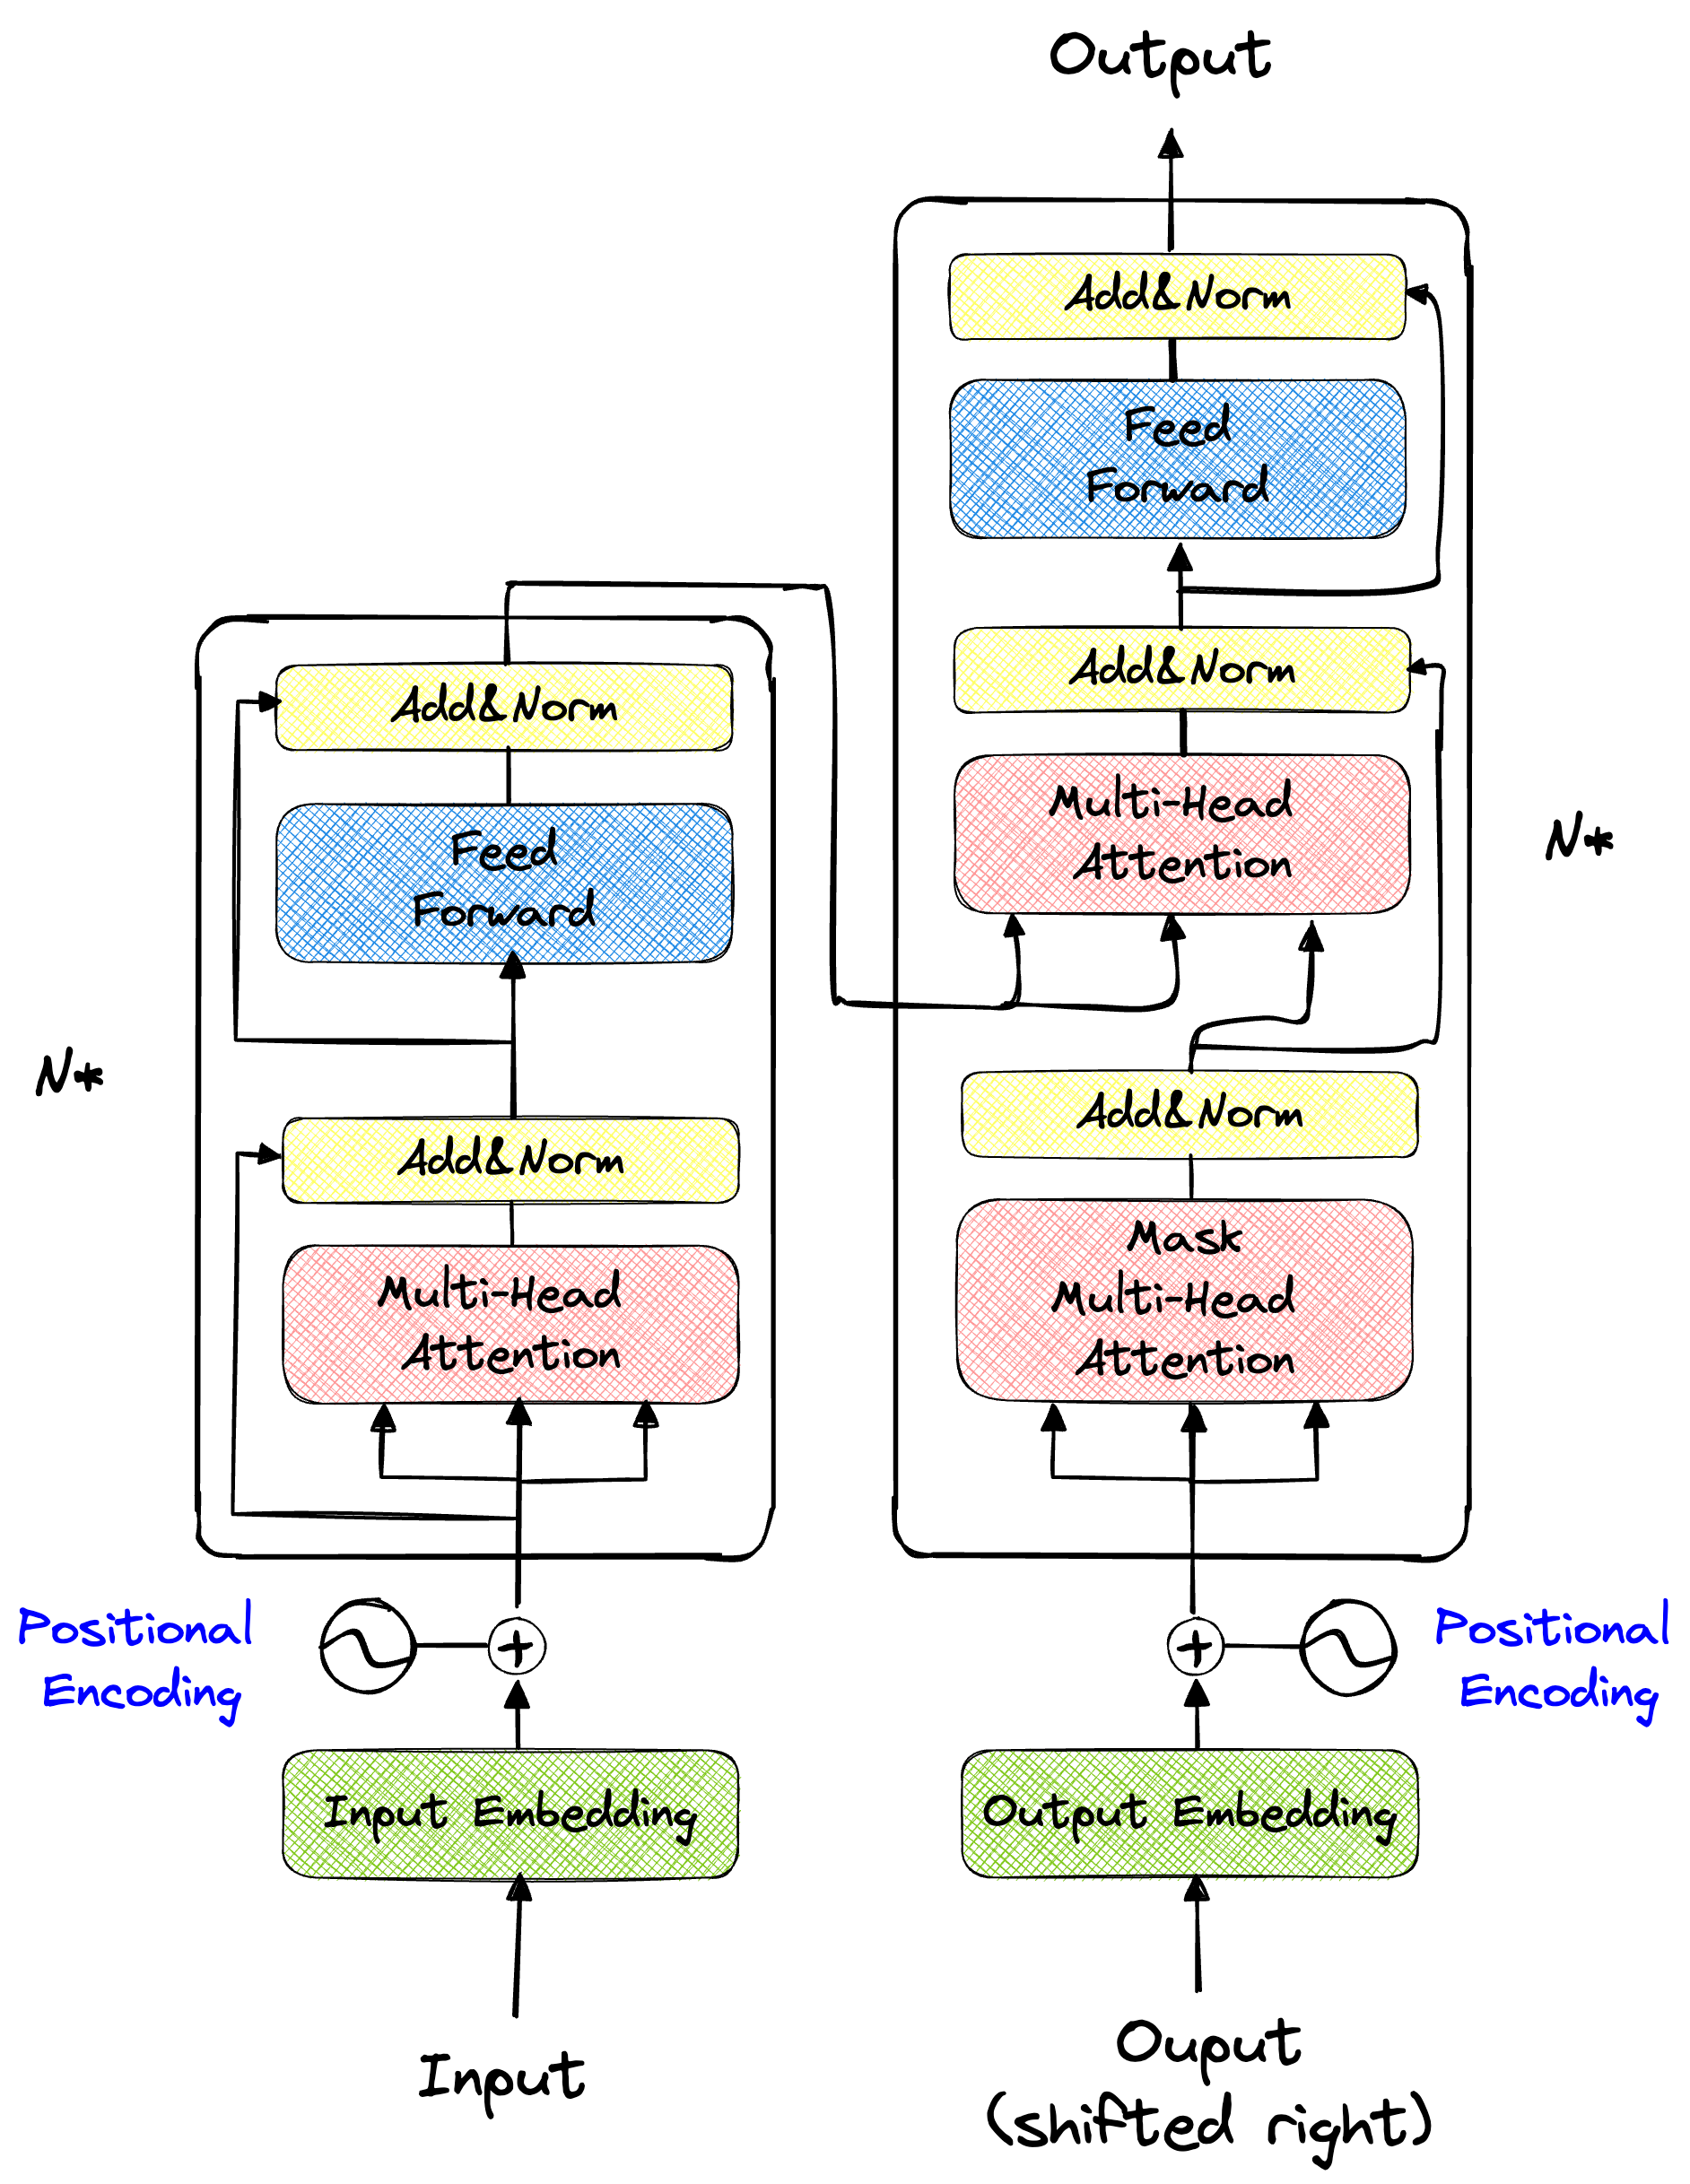 Output
Add&Norm
Feed
Forward
Add&Norm
Multi-Head
Attention
N*
Add&Norm
Mask
Multi-Head
Attention
Add&Norm
Feed
Forward
N*
Add&Norm
Multi-Head
Attention
Positional
Encoding
+
+
Positional
Encoding
Input Embedding
Output Embedding
Input
Ouput
(shifted right)